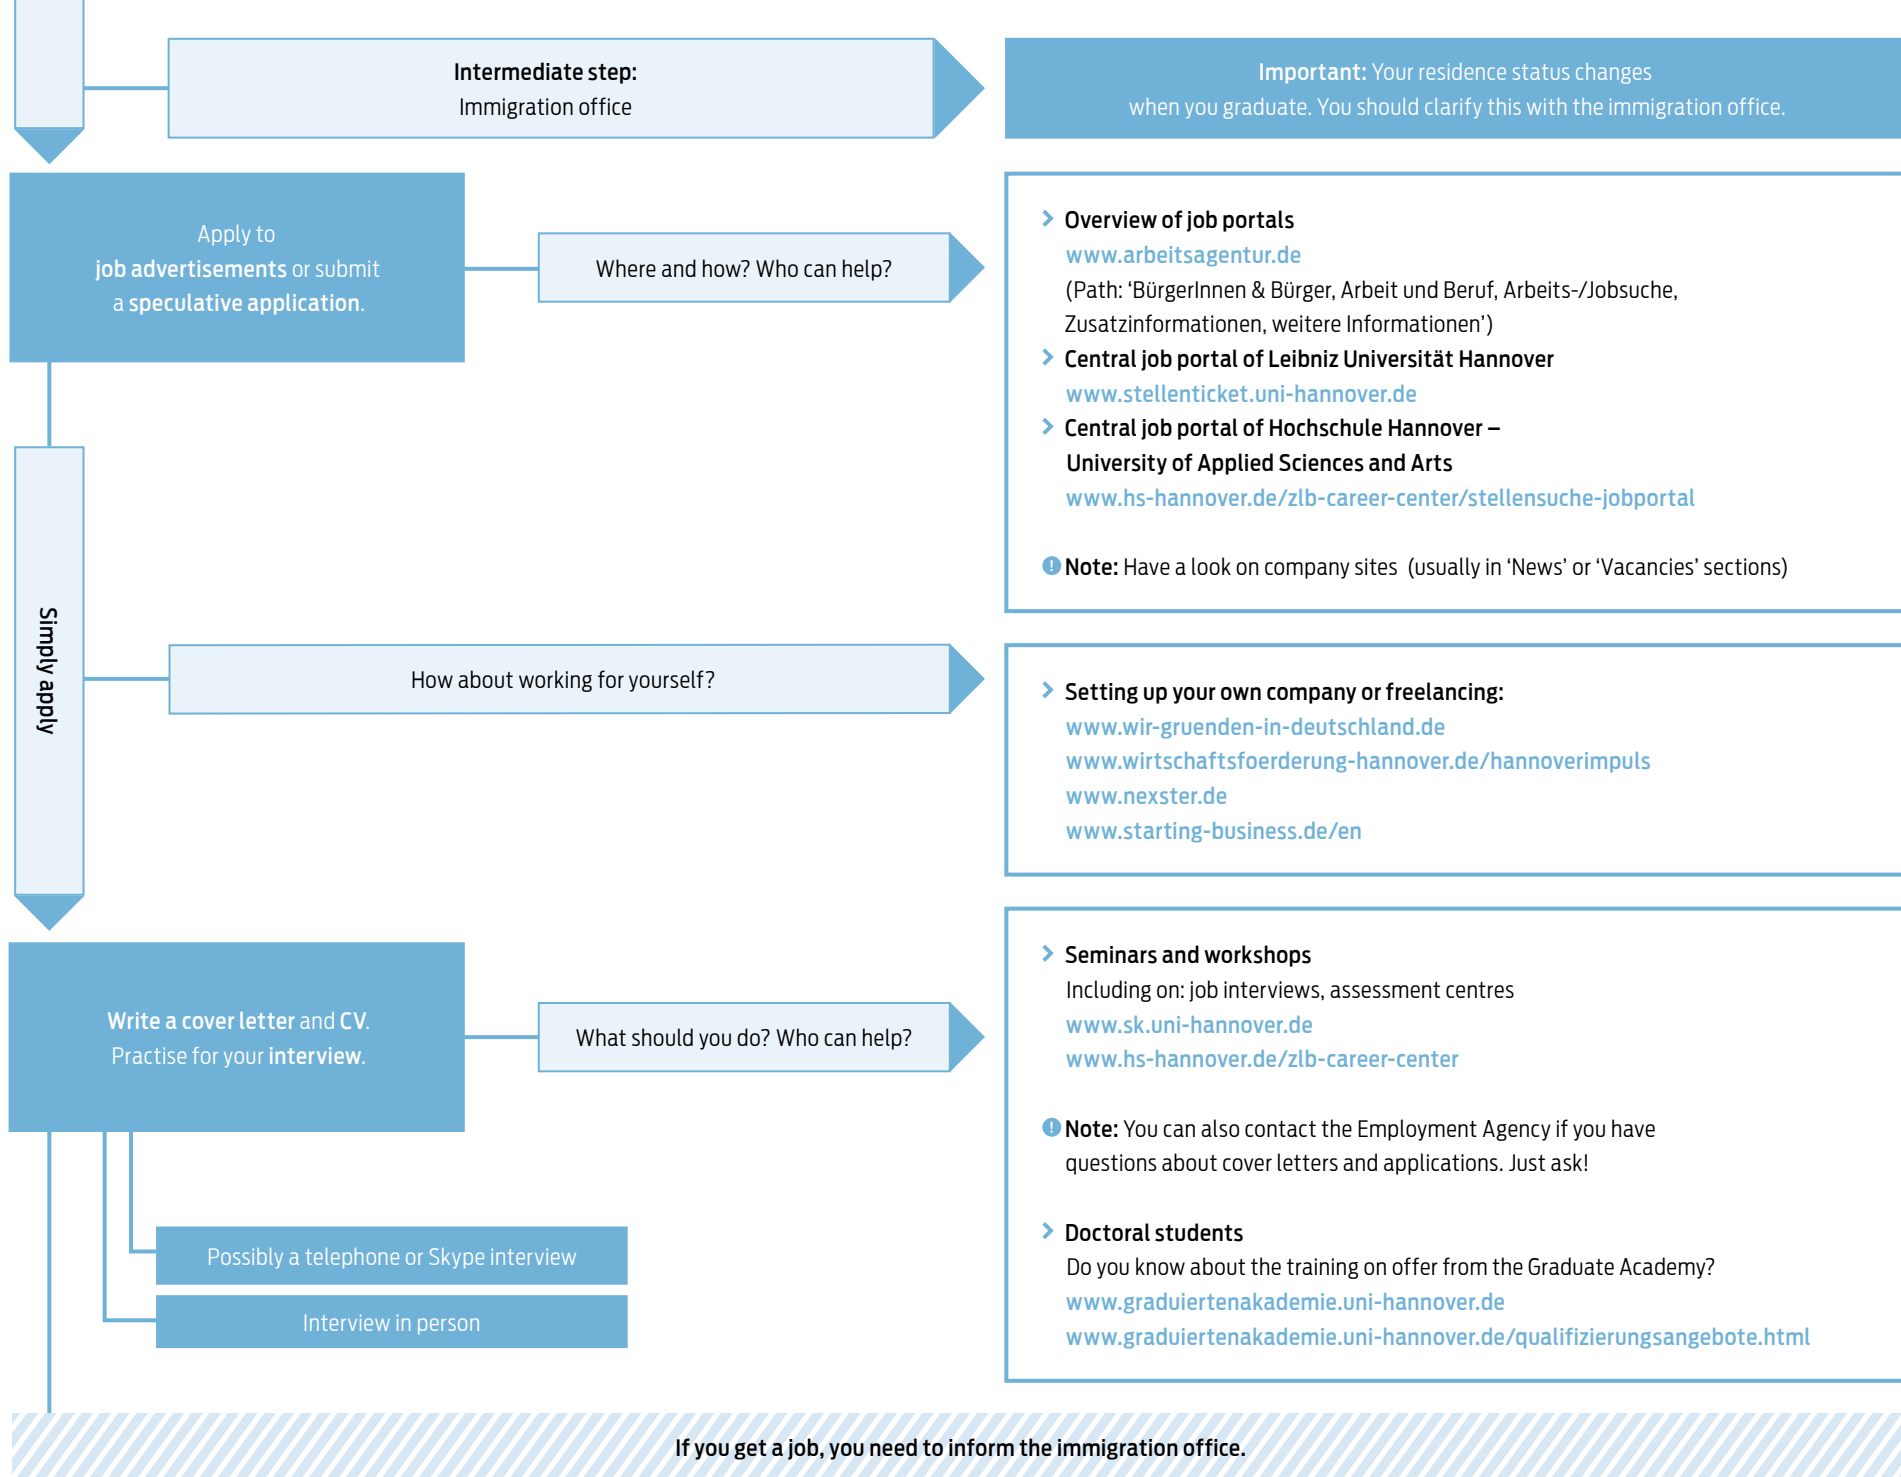 Intermediate step:
Immigration office
Important: Your residence status changes
when you graduate. You should clarify this with the immigration office.
Apply to
job advertisements or submit
a speculative application.
Where and how? Who can help?
Overview of job portals
www.arbeitsagentur.de
(Path: ‘BürgerInnen & Bürger, Arbeit und Beruf, Arbeits-/Jobsuche,
Zusatzinformationen, weitere Informationen’)
Central job portal of Leibniz Universität Hannover
www.stellenticket.uni-hannover.de
Central job portal of Hochschule Hannover –
University of Applied Sciences and Arts
www.hs-hannover.de/zlb-career-center/stellensuche-jobportal
Note: Have a look on company sites (usually in ‘News’ or ‘Vacancies’ sections)
Simply apply
How about working for yourself?
Setting up your own company or freelancing:
www.wir-gruenden-in-deutschland.de
www.wirtschaftsfoerderung-hannover.de/hannoverimpuls
www.nexster.de
www.starting-business.de/en
Write a cover letter and CV.
Practise for your interview.
What should you do? Who can help?
Seminars and workshops
Including on: job interviews, assessment centres
www.sk.uni-hannover.de
www.hs-hannover.de/zlb-career-center
Note: You can also contact the Employment Agency if you have
questions about cover letters and applications. Just ask!
Doctoral students
Do you know about the training on offer from the Graduate Academy?
www.graduiertenakademie.uni-hannover.de
www.graduiertenakademie.uni-hannover.de/qualifizierungsangebote.html
Possibly a telephone or Skype interview
Interview in person
If you get a job, you need to inform the immigration office.